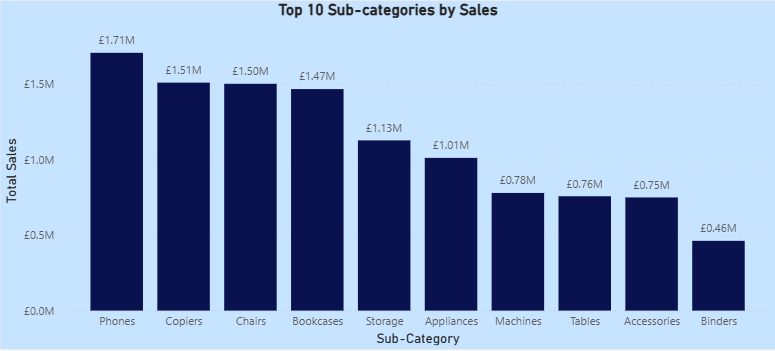 Top 10 Sub-categories by Sales
£1.71M
£1.51M
£1.50M
£1.47M
£1.13M
£1.01M
£0.78M
£0.76M
£0.75M
£0.46M
Total Sales
£1.5M
£1.0M
£0.5M
£0.0M
Phones Copiers Chairs Bookcases Storage Appliances Machines Tables Accessories Binders
Sub-Category